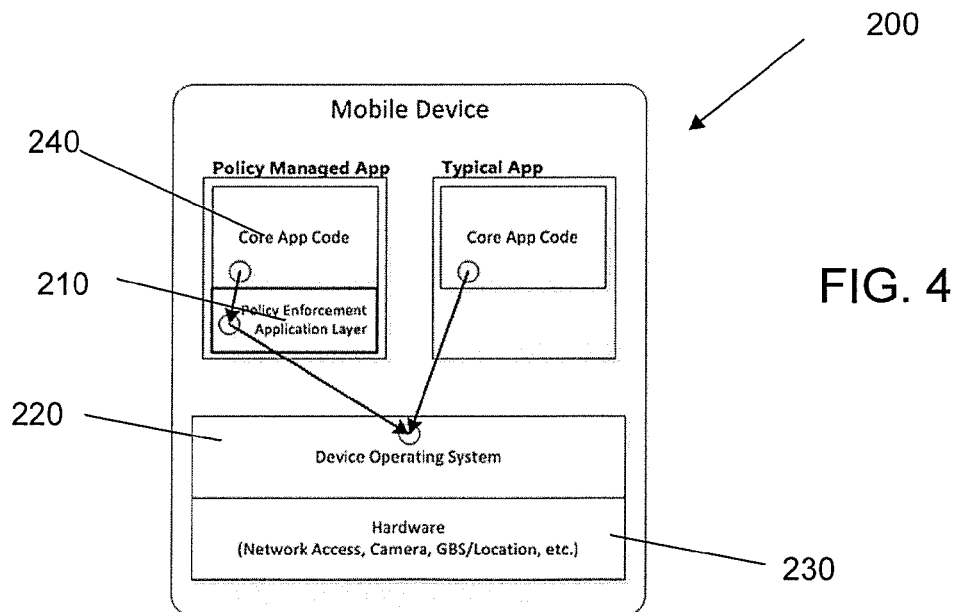 200
Mobile Device
240
Policy Managed App
Typical App
Core App Code
Core App Code
210
Policy Enforcement
Application Layer
FIG. 4
220
Device Operating System
Hardware
(Network Access, Camera, GBS/Location, etc.)
230